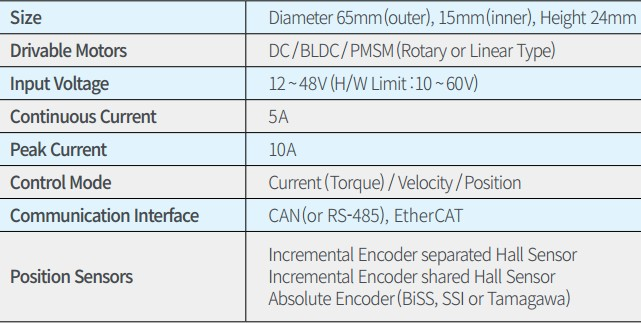 Size Diameter 65mm(outer), 15mm(inner), Height 24mm
Drivable Motors DC/BLDC/PMSM(Rotary or Linear Type)
Input Voltage 12~48V(H/W Limit:10~60V)
Continuous Current 5A
Peak Current 10A
Control Mode Current(Torque)/Velocity/Position
Communication Interface CAN(or RS-485), EtherCAT
Position Sensors
Incremental Encoder separated Hall Sensor
Incremental Encoder shared Hall Sensor
Absolute Encoder(BiSS, SSI or Tamagawa)